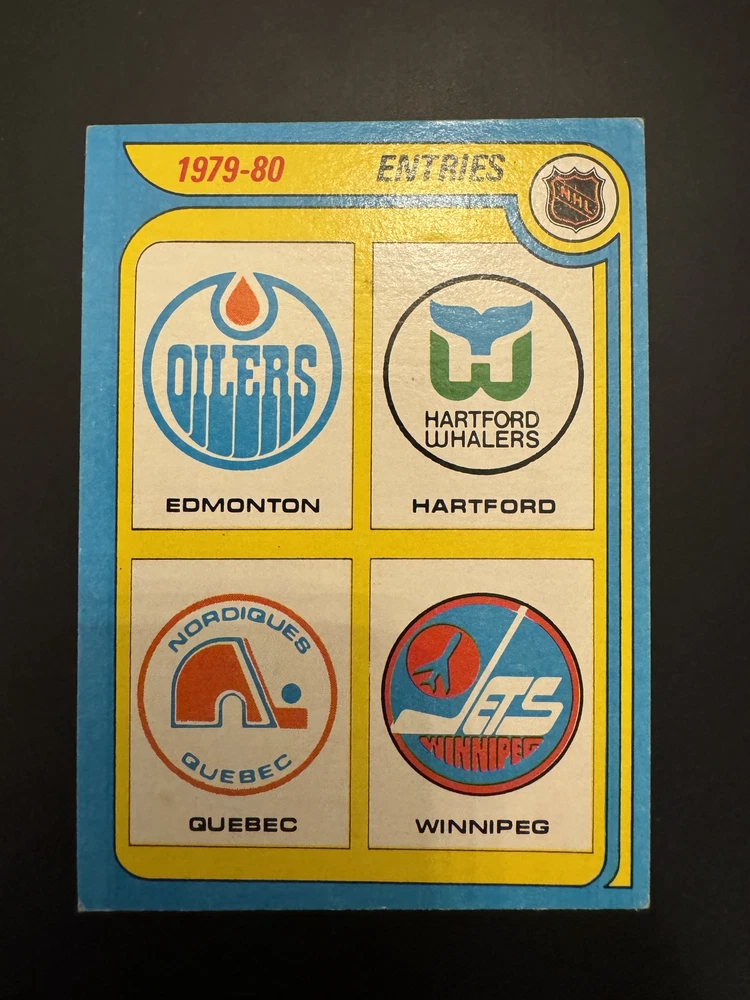 1979-80 ENTRIES
NHL
OILERS
EDMONTON
HARTFORD
WHALERS
HARTFORD
NORDIQUES
QUEBEC
QUEBEC
JETS
WINNIPEG
WINNIPEG